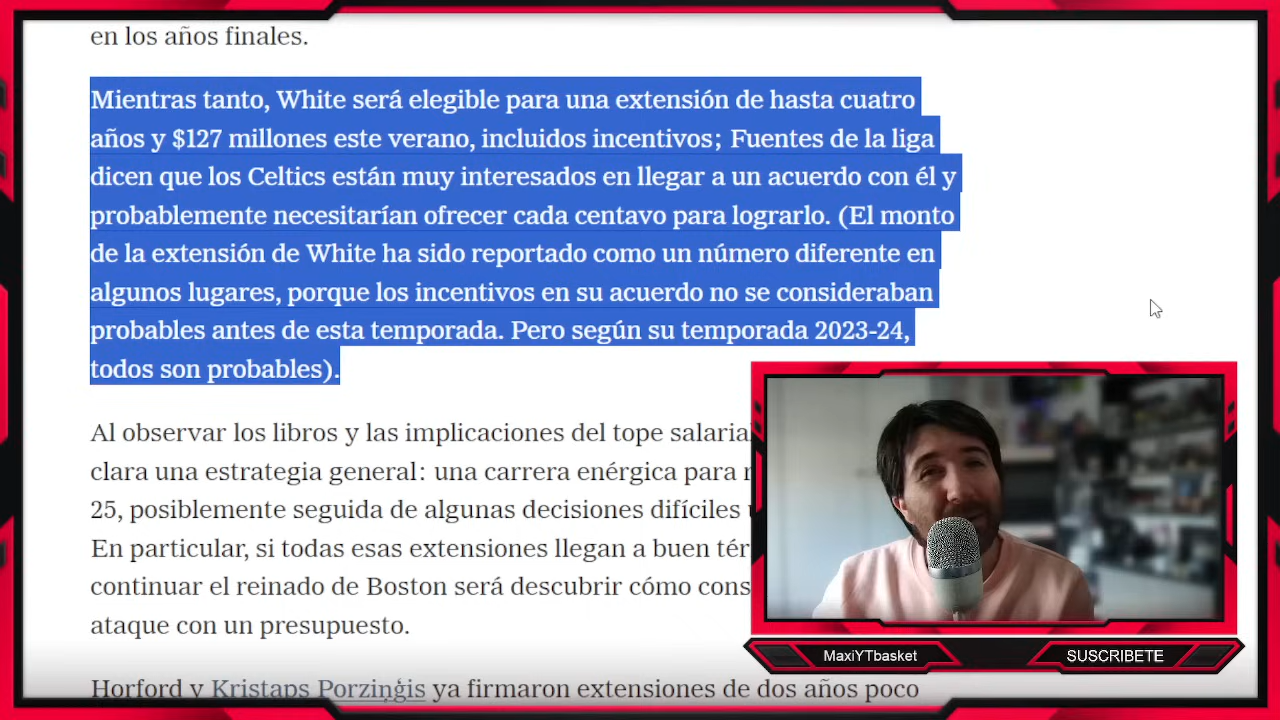 en los años finales.
Mientras tanto, White será elegible para una extensión de hasta cuatro
años y $127 millones este verano, incluidos incentivos; Fuentes de la liga
dicen que los Celtics están muy interesados en llegar a un acuerdo con él y
probablemente necesitarían ofrecer cada centavo para lograrlo. (El monto
de la extensión de White ha sido reportado como un número diferente en
algunos lugares, porque los incentivos en su acuerdo no se consideraban
probables antes de esta temporada. Pero según su temporada 2023-24,
todos son probables).
Al observar los libros y las implicaciones del tope salarial
clara una estrategia general: una carrera enérgica para
25, posiblemente seguida de algunas decisiones difíciles
En particular, si todas esas extensiones llegan a buen
continuar el reinado de Boston será descubrir cómo
ataque con un presupuesto.
Horford y Kristaps Porziņģis ya firmaron extensiones de dos años poco
MaxiYTbasket
SUSCRIBETE